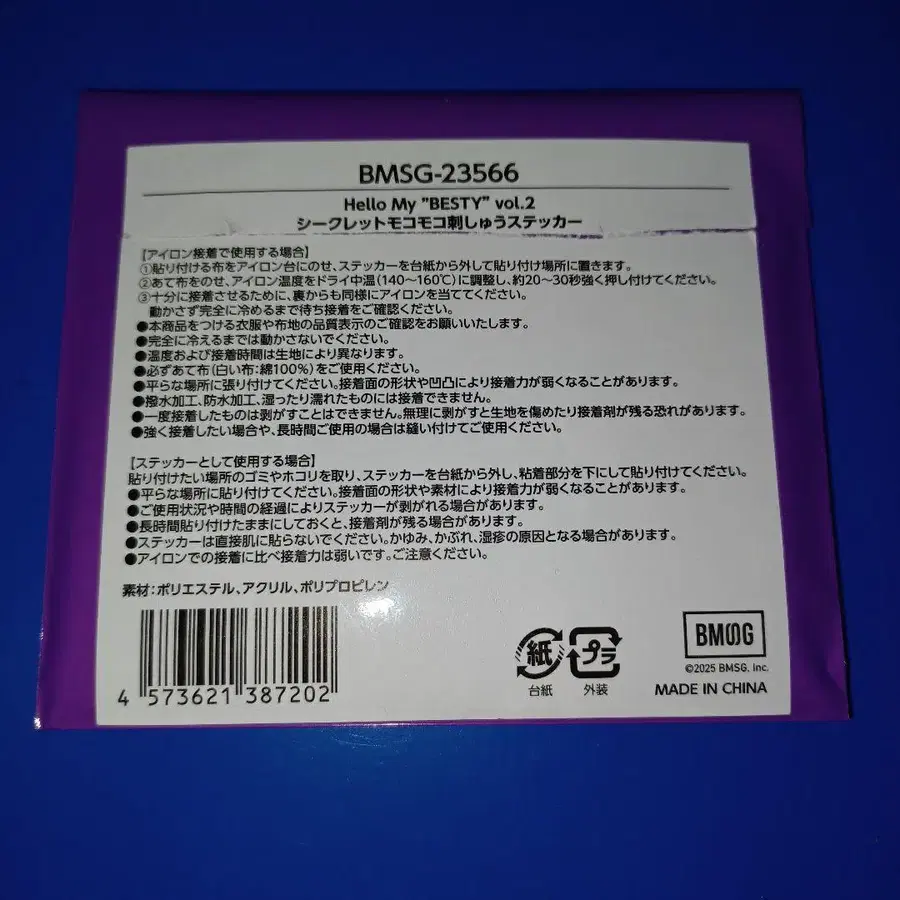 BMSG-23566
Hello My "BESTY" vol.2
シークレットモコモコ刺しゅうステッカー
【アイロン接着で使用する場合】
①貼り付ける布をアイロン台にのせ、ステッカーを台紙から外して貼り付け場所に置きます。
②あて布をのせ、アイロン温度をドライ中温(140～160℃)に調整し、約20～30秒強く押し付けてください。
③十分に接着させるために、裏からも同様にアイロンを当ててください。
動かさず完全に冷めるまで待ち接着をご確認ください。
●本商品をつける衣服や布地の品質表示のご確認をお願いいたします。
●完全に冷えるまでは動かさないでください。
●温度および接着時間は生地により異なります。
●必ずあて布(白い布:綿100%)をご使用ください。
●平らな場所に張り付けてください。接着面の形状や凹凸により接着力が弱くなることがあります。
●撥水加工、防水加工、湿ったり濡れたものには接着できません。
●一度接着したものは剥がすことはできません。無理に剥がすと生地を傷めたり接着剤が残る恐れがあります。
●強く接着したい場合や、長時間ご使用の場合は縫い付けてご使用ください。
【ステッカーとして使用する場合】
貼り付けたい場所のゴミやホコリを取り、ステッカーを台紙から外し、粘着部分を下にして貼り付けてください。
●平らな場所に貼り付けてください。接着面の形状や素材により接着力が弱くなることがあります。
●ご使用状況や時間の経過によりステッカーが剥がれる場合があります。
●長時間貼り付けたままにしておくと、接着剤が残る場合があります。
●ステッカーは直接肌に貼らないでください。かゆみ、かぶれ、湿疹の原因となる場合があります。
●アイロンでの接着に比べ接着力は弱いです。ご注意ください。
素材:ポリエステル、アクリル、ポリプロピレン
4 573621 387202
紙
台紙
プラ
外装
BMSG
©2025 BMSG, Inc.
MADE IN CHINA